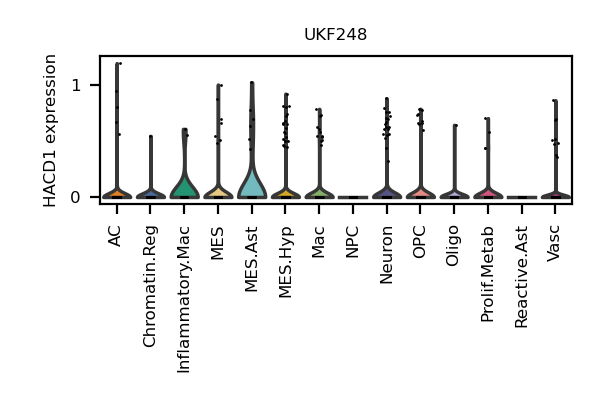 UKF248
HACD1 expression
1
0
AC
Chromatin.Reg
Inflammatory.Mac
MES
MES.Ast
MES.Hyp
Mac
NPC
Neuron
OPC
Oligo
Prolif.Metab
Reactive.Ast
Vasc